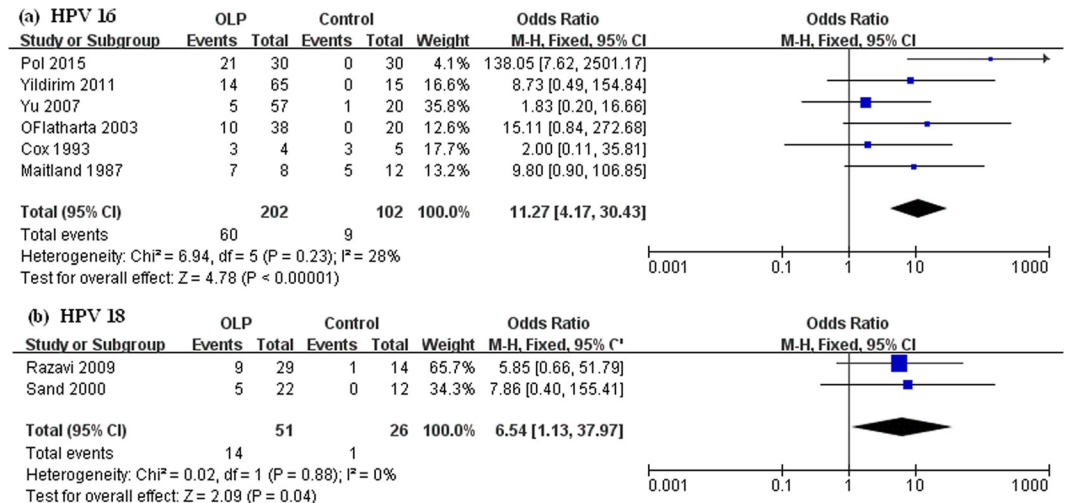 (a) HPV 16
OLP Control Odds Ratio Odds Ratio
Study or Subgroup Events Total Events Total Weight M-H, Fixed, 95% CI M-H, Fixed, 95% CI
Pol 2015 21 30 0 30 4.1% 138.05 [7.62, 2501.17]
Yildirim 2011 14 65 0 15 16.6% 8.73 [0.49, 154.84]
Yu 2007 5 57 1 20 35.8% 1.83 [0.20, 16.66]
OFlatharta 2003 10 38 0 20 12.6% 15.11 [0.84, 272.68]
Cox 1993 3 4 3 5 17.7% 2.00 [0.11, 35.81]
Maitland 1987 7 8 5 12 13.2% 9.80 [0.90, 106.85]
Total (95% CI) 202 102 100.0% 11.27 [4.17, 30.43]
Total events 60 9
Heterogeneity: Chi² = 6.94, df = 5 (P = 0.23); I² = 28%
Test for overall effect: Z = 4.78 (P < 0.00001)
0.001 0.1 1 10 1000
(b) HPV 18
OLP Control Odds Ratio Odds Ratio
Study or Subgroup Events Total Events Total Weight M-H, Fixed, 95% C' M-H, Fixed, 95% CI
Razavi 2009 9 29 1 14 65.7% 5.85 [0.66, 51.79]
Sand 2000 5 22 0 12 34.3% 7.86 [0.40, 155.41]
Total (95% CI) 51 26 100.0% 6.54 [1.13, 37.97]
Total events 14 1
Heterogeneity: Chi² = 0.02, df = 1 (P = 0.88); I² = 0%
Test for overall effect: Z = 2.09 (P = 0.04)
0.001 0.1 1 10 1000